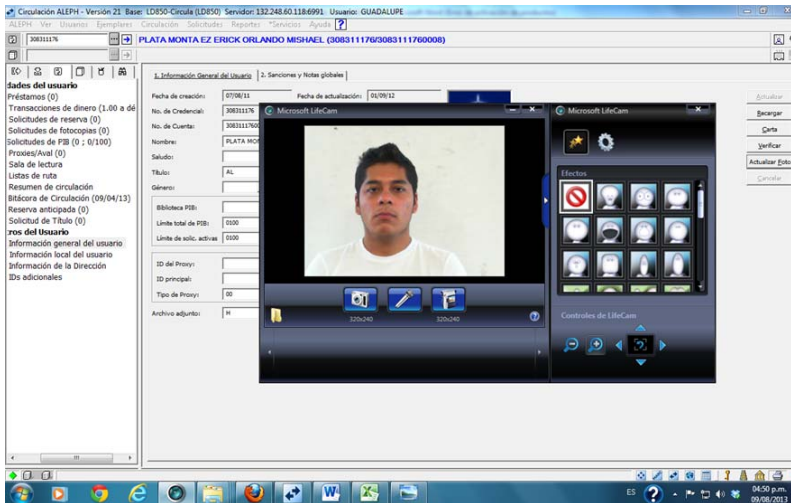 Circulación ALEPH - Versión 21 Base: LD850-Circula (LD850) Servidor: 132.248.60.118:6991 Usuario: GUADALUPE
ALEPH Ver Usuarios Ejemplares Circulación Solicitudes Reportes *Servicios Ayuda ?
308311176
PLATA MONTA EZ ERICK ORLANDO MISHAEL (308311176/3083111760008)
dades del usuario
Préstamos (0)
Transacciones de dinero (1.00 a dé
Solicitudes de reserva (0)
Solicitudes de fotocopias (0)
Solicitudes de PIB (0 ; 0/100)
Proxies/Aval (0)
Sala de lectura
Listas de ruta
Resumen de circulación
Bitácora de Circulación (09/04/13)
Reserva anticipada (0)
Solicitud de Título (0)
ros del Usuario
Información general del usuario
Información local del usuario
Información de la Dirección
IDs adicionales
1. Información General del Usuario
2. Sanciones y Notas globales
Fecha de creación: 07/08/11 Fecha de actualización: 01/09/12
No. de Credencial: 308311176
No. de Cuenta: 3083111760
Nombre: PLATA MO
Saludo:
Título: AL
Género:
Biblioteca PIB:
Límite total de PIB: 0100
Límite de solic. activas 0100
ID del Proxy:
ID principal:
Tipo de Proxy: 00
Archivo adjunto: H
Microsoft LifeCam
320x240 320x240
Microsoft LifeCam
Efectos
Controles de LifeCam
Actualizar
Recargar
Carta
Verificar
Actualizar Foto
Cancelar
ES
04:50 p.m.
09/08/2013